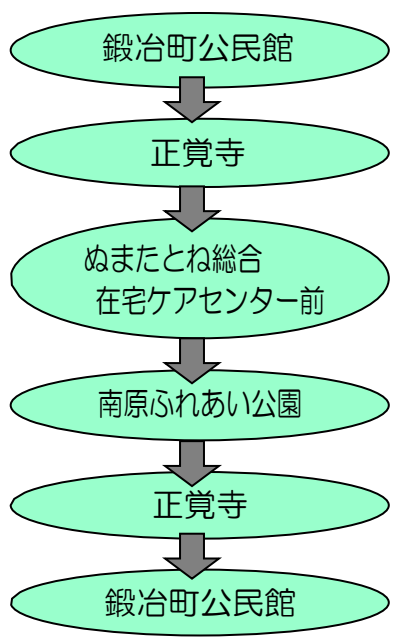 鍛冶町公民館
正覚寺
ぬまたとね総合
在宅ケアセンター前
南原ふれあい公園
正覚寺
鍛冶町公民館